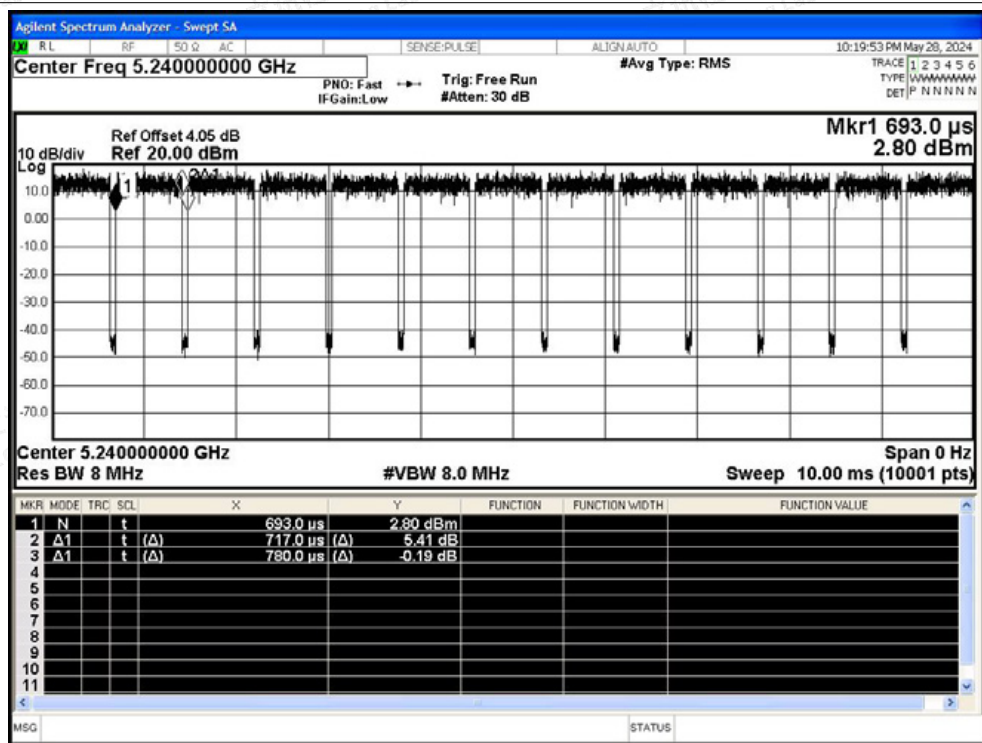 Agilent Spectrum Analyzer - Swept SA
RL RF 50 Ω AC SENSE:PULSE ALIGN AUTO 10:19:53 PM May 28, 2024
Center Freq 5.240000000 GHz #Avg Type: RMS TRACE 1 2 3 4 5 6
PNO: Fast Trig: Free Run TYPE WWWWWW
IFGain:Low #Atten: 30 dB DET P N N N N N
Mkr1 693.0 µs
2.80 dBm
Ref Offset 4.05 dB
10 dB/div Ref 20.00 dBm
Log
1 2Δ1
10.0
0.00
-10.0
-20.0
-30.0
-40.0
-50.0
-60.0
-70.0
Center 5.240000000 GHz Span 0 Hz
Res BW 8 MHz #VBW 8.0 MHz Sweep 10.00 ms (10001 pts)
MKR MODE TRC SCL X Y FUNCTION FUNCTION WIDTH FUNCTION VALUE
1 N t 693.0 µs 2.80 dBm
2 Δ1 t (Δ) 717.0 µs (Δ) 5.41 dB
3 Δ1 t (Δ) 780.0 µs (Δ) -0.19 dB
4
5
6
7
8
9
10
11
MSG STATUS